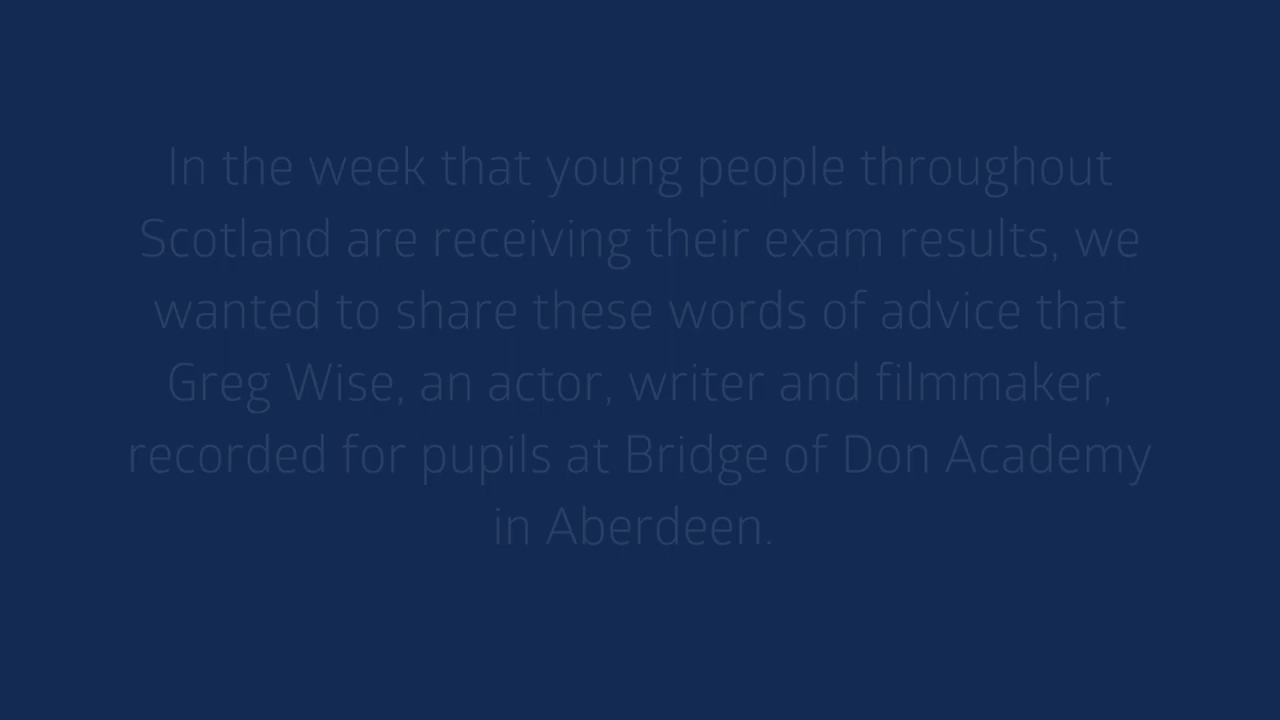 In the week that young people throughout
Scotland are receiving their exam results, we
wanted to share these words of advice that
Greg Wise, an actor, writer and filmmaker,
recorded for pupils at Bridge of Don Academy
in Aberdeen.